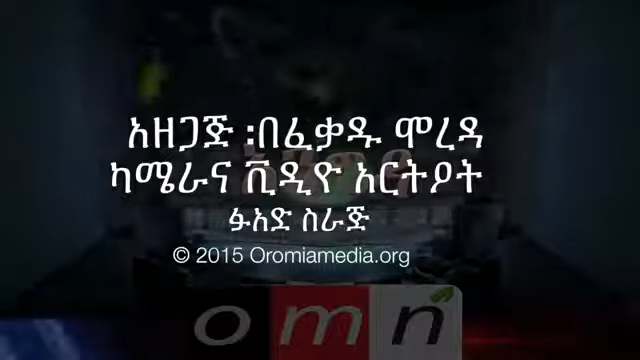 አዘጋጅ :በፈቃዱ ሞረዳ
ካሜራና ቪዲዮ አርትዖት
ፉአድ ስራጅ
© 2015 Oromiamedia.org
omn